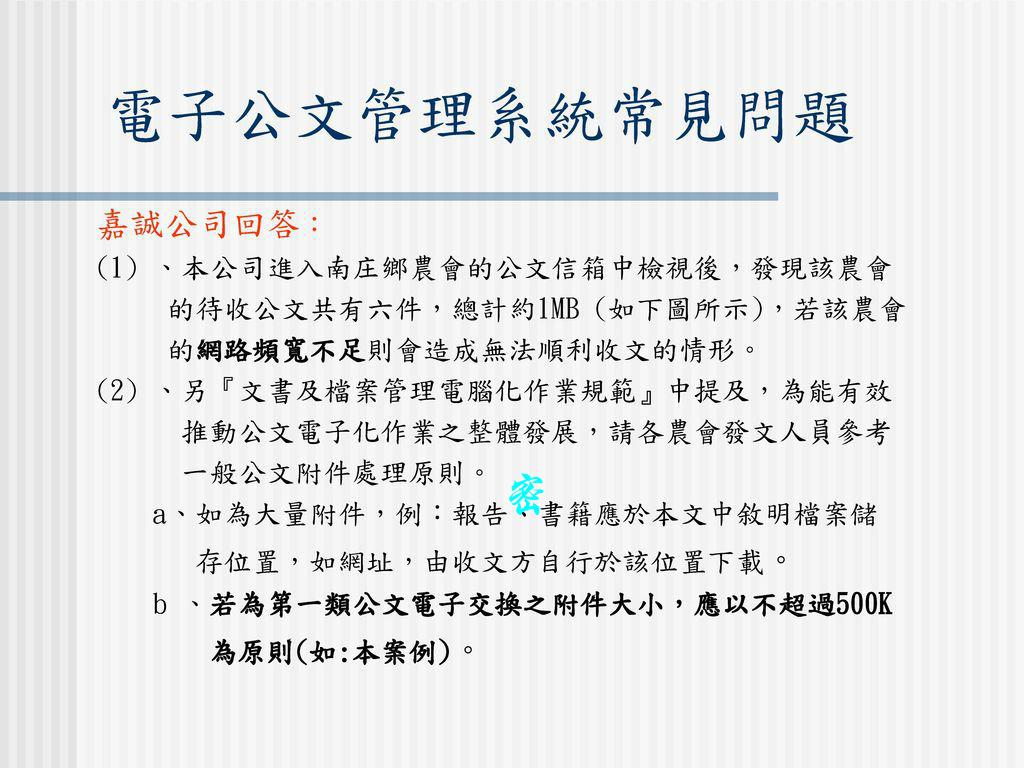 電子公文管理系統常見問題
嘉誠公司回答：
(1)、本公司進入南庄鄉農會的公文信箱中檢視後，發現該農會
的待收公文共有六件，總計約1MB (如下圖所示)，若該農會
的網路頻寬不足則會造成無法順利收文的情形。
(2)、另『文書及檔案管理電腦化作業規範』中提及，為能有效
推動公文電子化作業之整體發展，請各農會發文人員參考
一般公文附件處理原則。
密
a、如為大量附件，例：報告、書籍應於本文中敘明檔案儲
存位置，如網址，由收文方自行於該位置下載。
b、若為第一類公文電子交換之附件大小，應以不超過500K
為原則(如:本案例)。